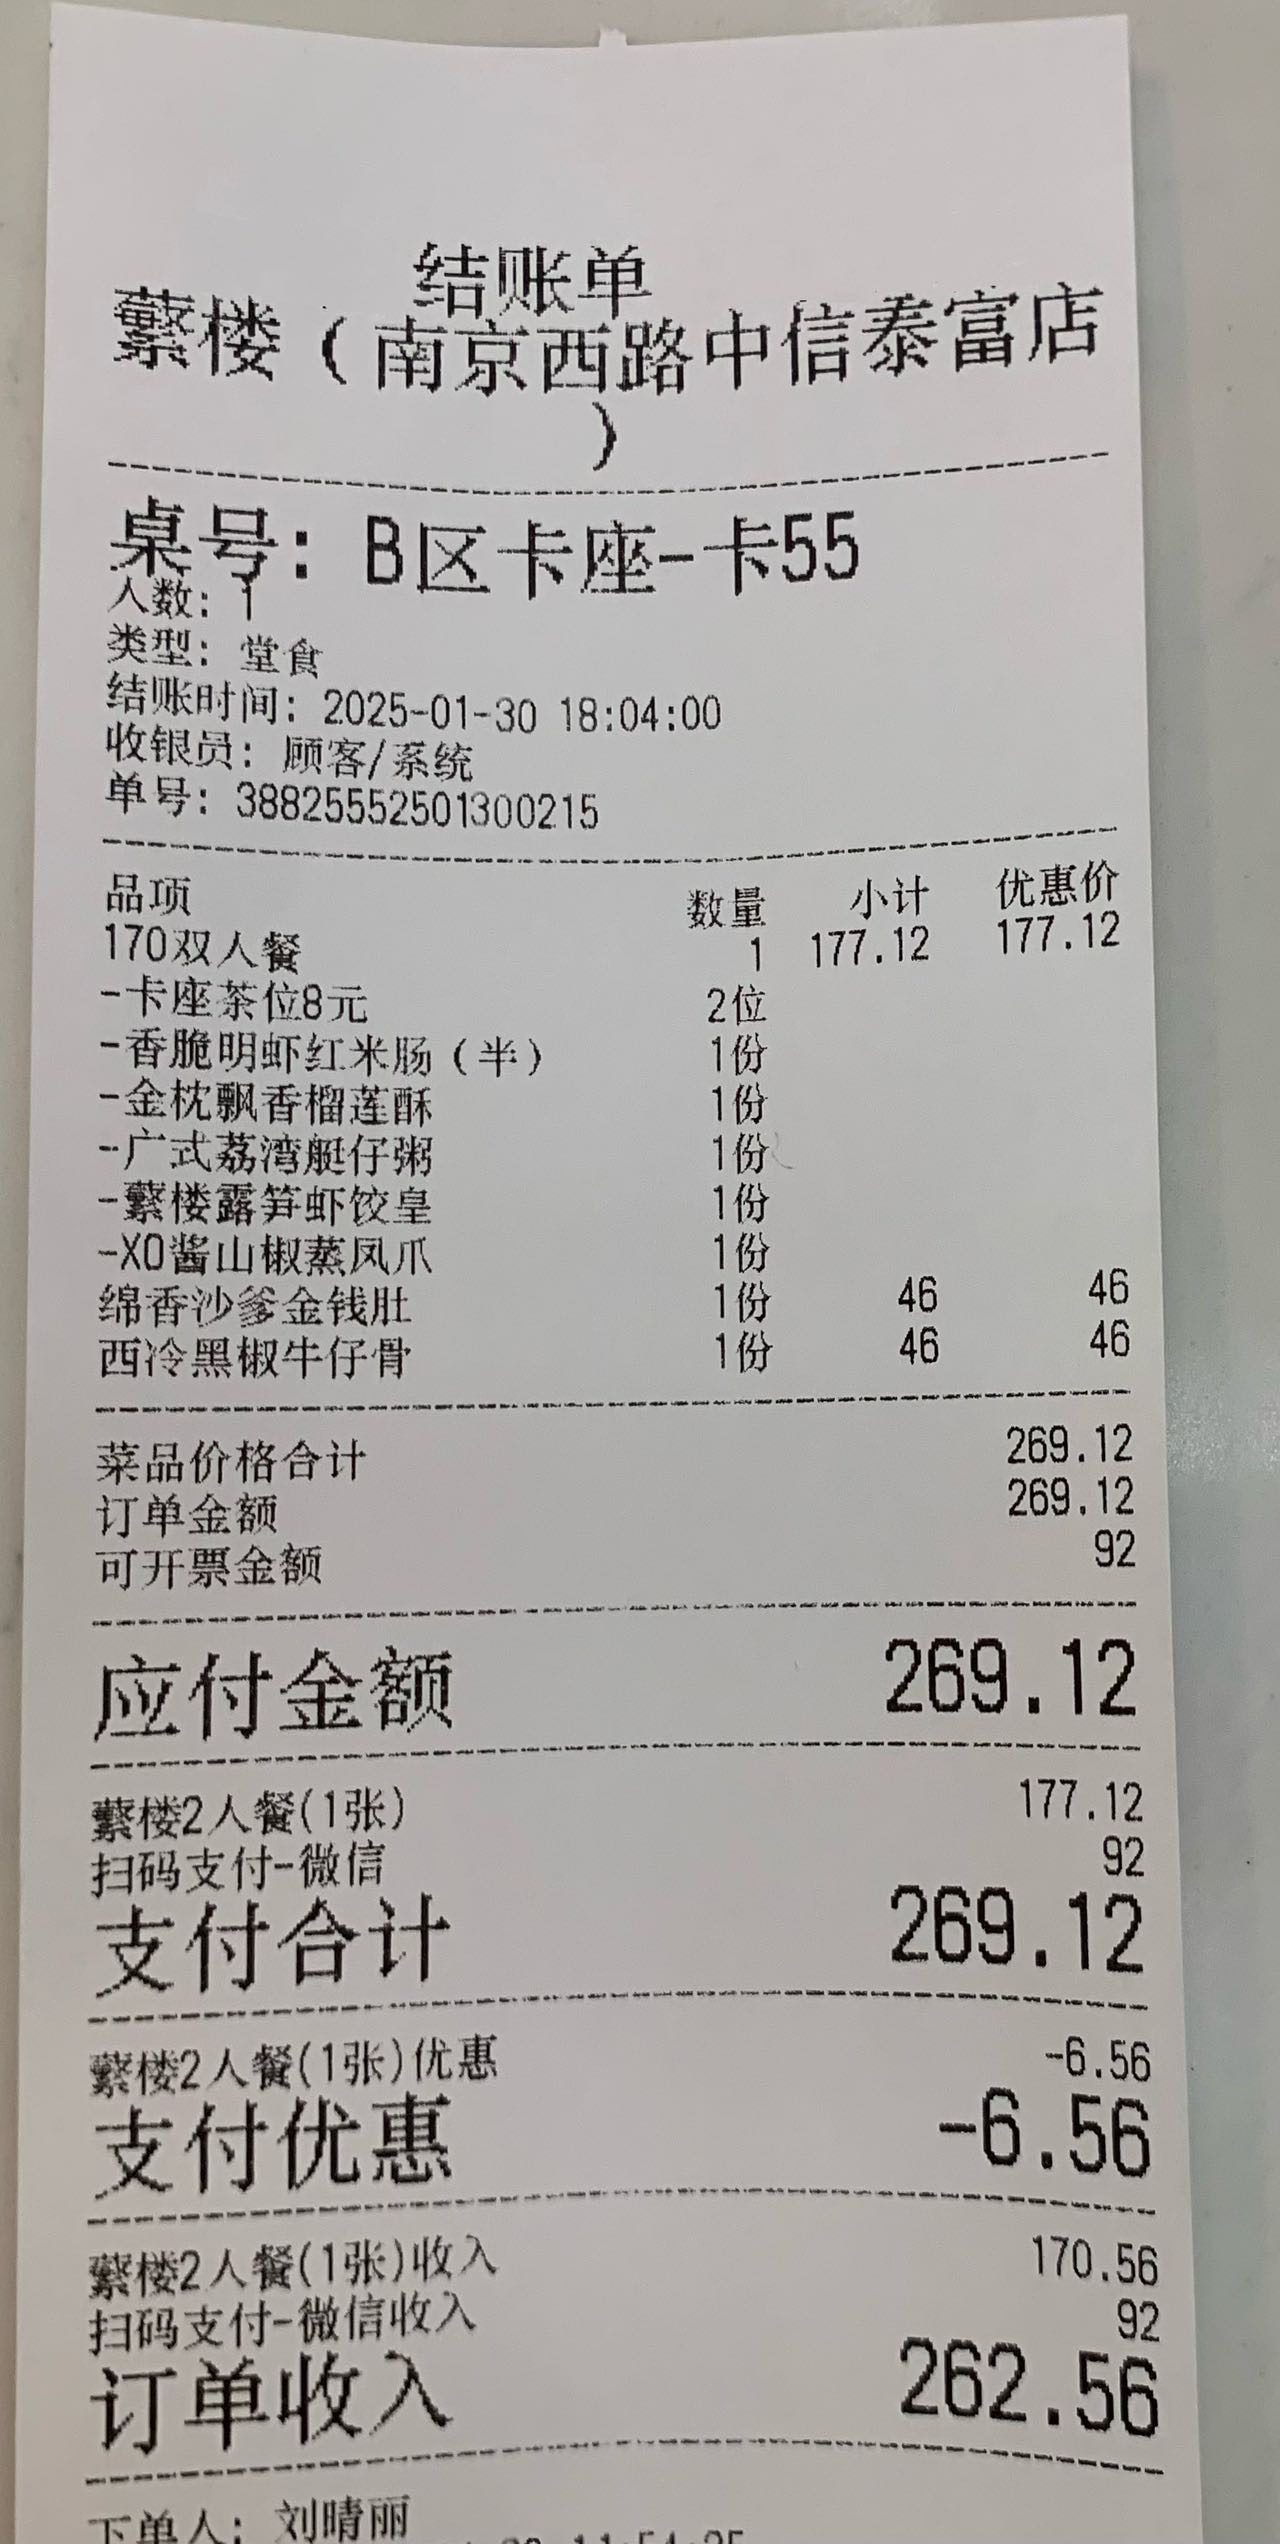 结账单
蘩楼（南京西路中信泰富店
）
桌号：B区卡座-卡55
人数：1
类型：堂食
结账时间：2025-01-30 18:04:00
收银员：顾客/系统
单号：38825552501300215
品项 数量 小计 优惠价
170双人餐 1 177.12 177.12
-卡座茶位8元 2位
-香脆明虾红米肠（半） 1份
-金枕飘香榴莲酥 1份
-广式荔湾艇仔粥 1份
-蘩楼露笋虾饺皇 1份
-XO酱山椒蒸凤爪 1份
绵香沙爹金钱肚 1份 46 46
西冷黑椒牛仔骨 1份 46 46
菜品价格合计 269.12
订单金额 269.12
可开票金额 92
应付金额 269.12
蘩楼2人餐(1张) 177.12
扫码支付-微信 92
支付合计 269.12
蘩楼2人餐(1张)优惠 -6.56
支付优惠 -6.56
蘩楼2人餐(1张)收入 170.56
扫码支付-微信收入 92
订单收入 262.56
下单人：刘晴丽